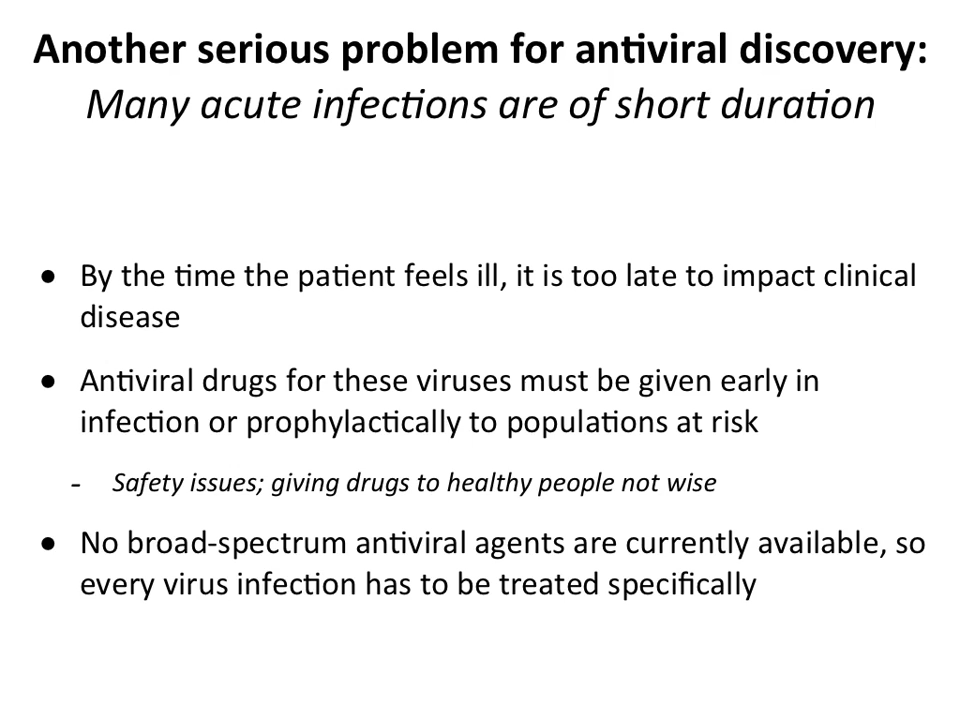 Another serious problem for antiviral discovery:
Many acute infections are of short duration
● By the time the patient feels ill, it is too late to impact clinical
disease
● Antiviral drugs for these viruses must be given early in
infection or prophylactically to populations at risk
- Safety issues; giving drugs to healthy people not wise
● No broad-spectrum antiviral agents are currently available, so
every virus infection has to be treated specifically